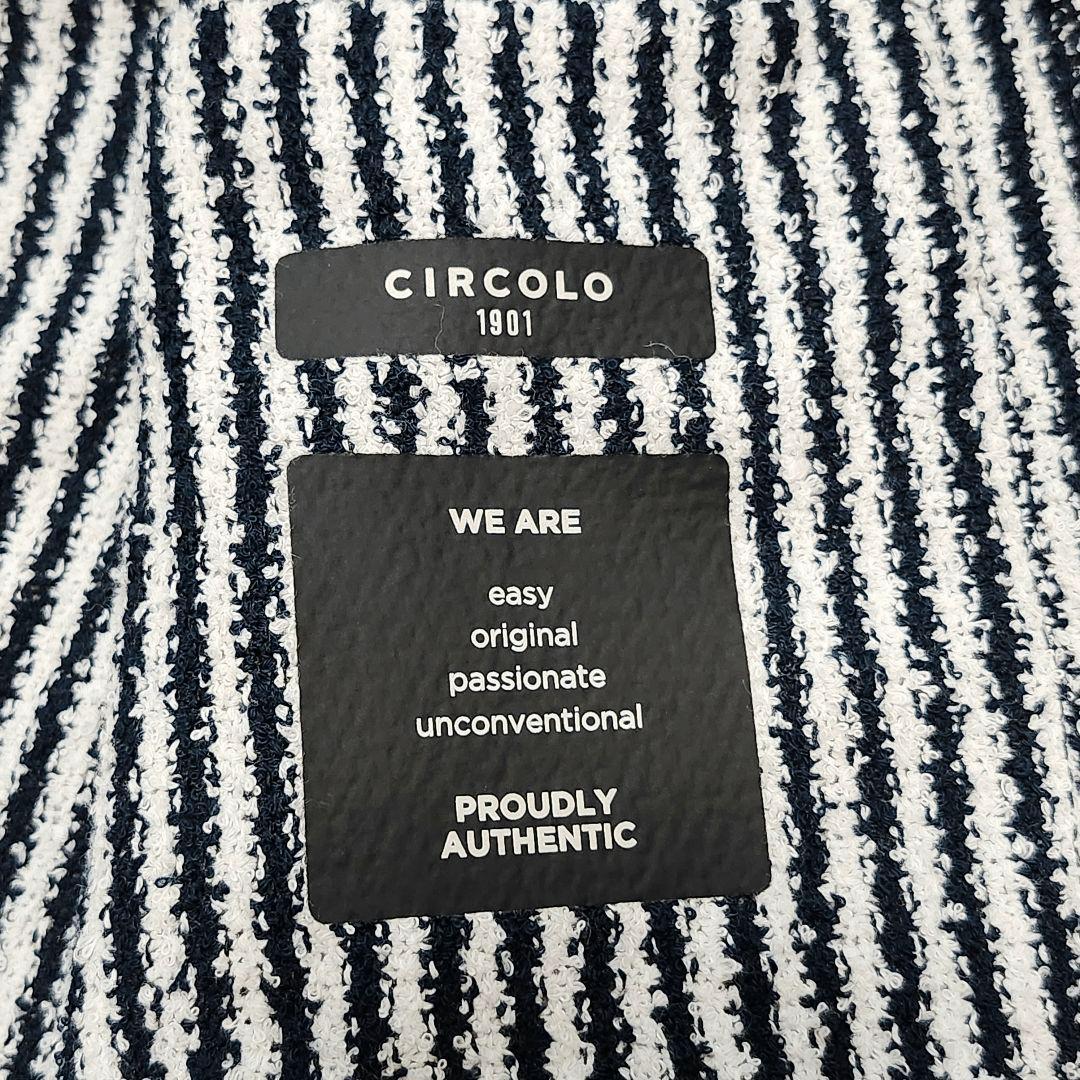 CIRCOLO
1901
WE ARE
easy
original
passionate
unconventional
PROUDLY
AUTHENTIC